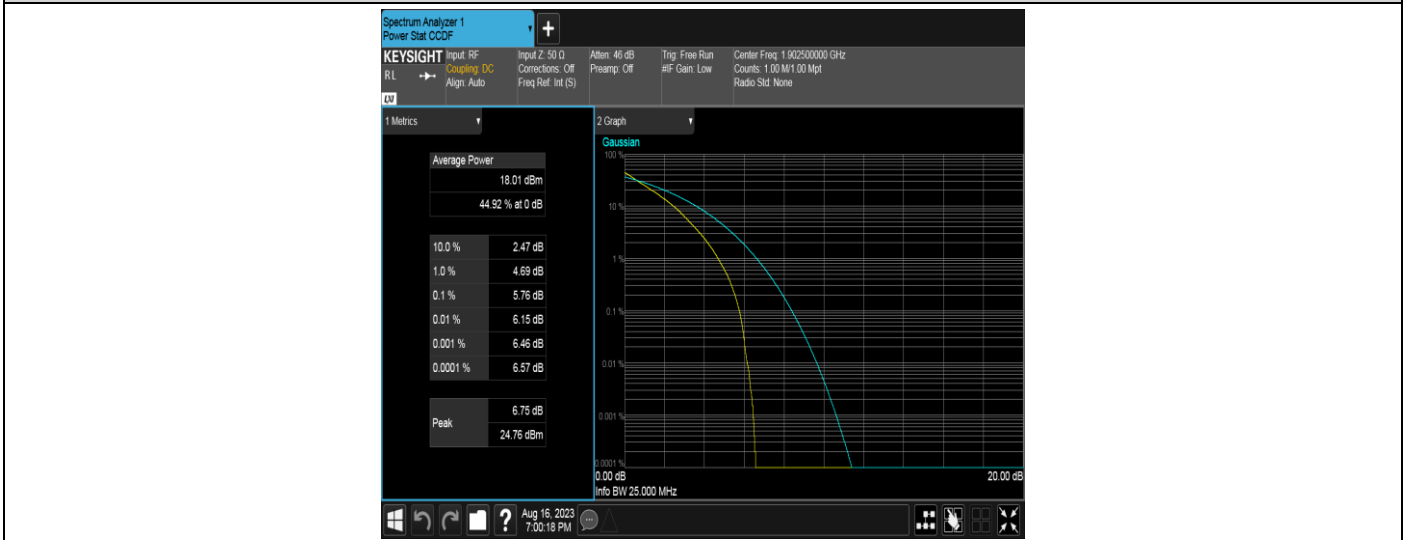 Spectrum Analyzer 1
Power Stat CCDF
+
KEYSIGHT Input: RF Input Z: 50 Ω Atten: 46 dB Trig: Free Run Center Freq: 1.902500000 GHz
RL Coupling: DC Corrections: Off Preamp: Off #IF Gain: Low Counts: 1.00 M/1.00 Mpt
Align: Auto Freq Ref: Int (S) Radio Std: None
LXI
1 Metrics
2 Graph
Average Power
18.01 dBm
44.92 % at 0 dB
10.0 % 2.47 dB
1.0 % 4.69 dB
0.1 % 5.76 dB
0.01 % 6.15 dB
0.001 % 6.46 dB
0.0001 % 6.57 dB
Peak
6.75 dB
24.76 dBm
Gaussian
100 %
10 %
1 %
0.1 %
0.01 %
0.001 %
0.0001 %
0.00 dB 20.00 dB
Info BW 25.000 MHz
? Aug 16, 2023
7:00:18 PM